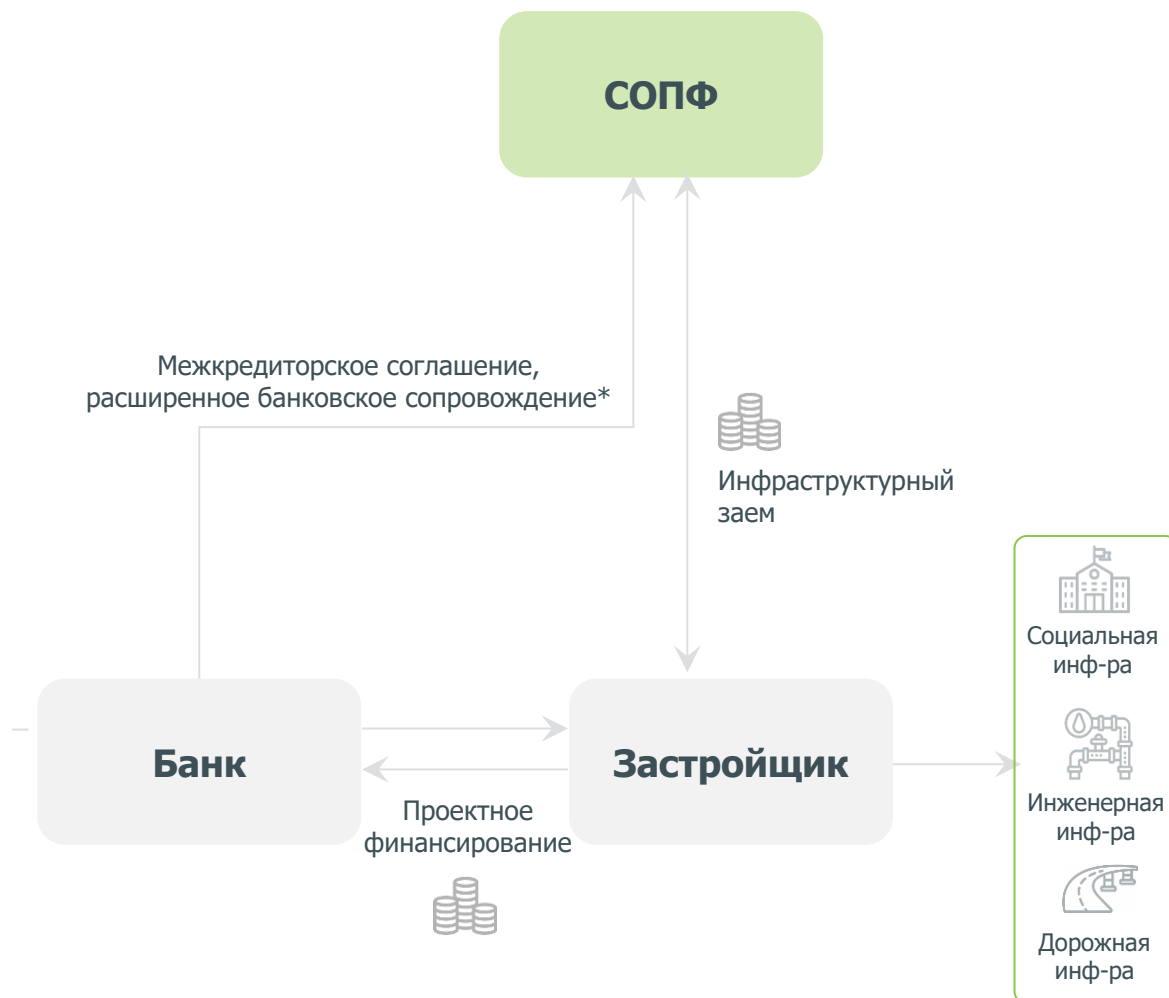 СОПФ
Межкредиторское соглашение,
расширенное банковское сопровождение*
Инфраструктурный
заем
Социальная
инф-ра
Банк
Застройщик
Проектное
финансирование
Инженерная
инф-ра
Дорожная
инф-ра